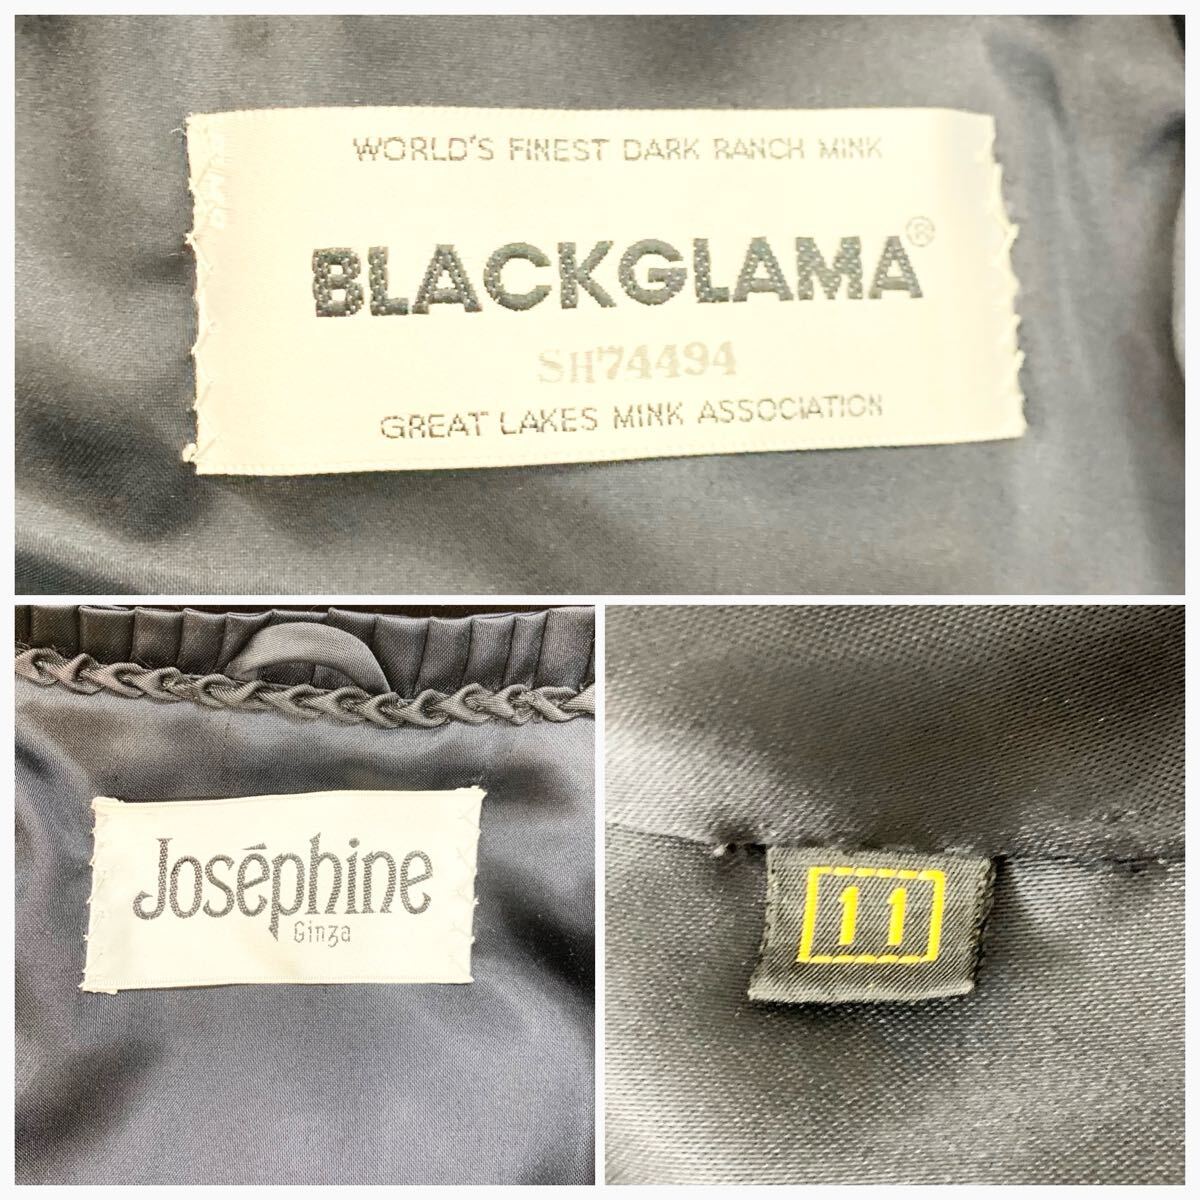 WORLD'S FINEST DARK RANCH MINK
BLACKGLAMA®
SH74494
GREAT LAKES MINK ASSOCIATION
Joséphine
Ginza
11